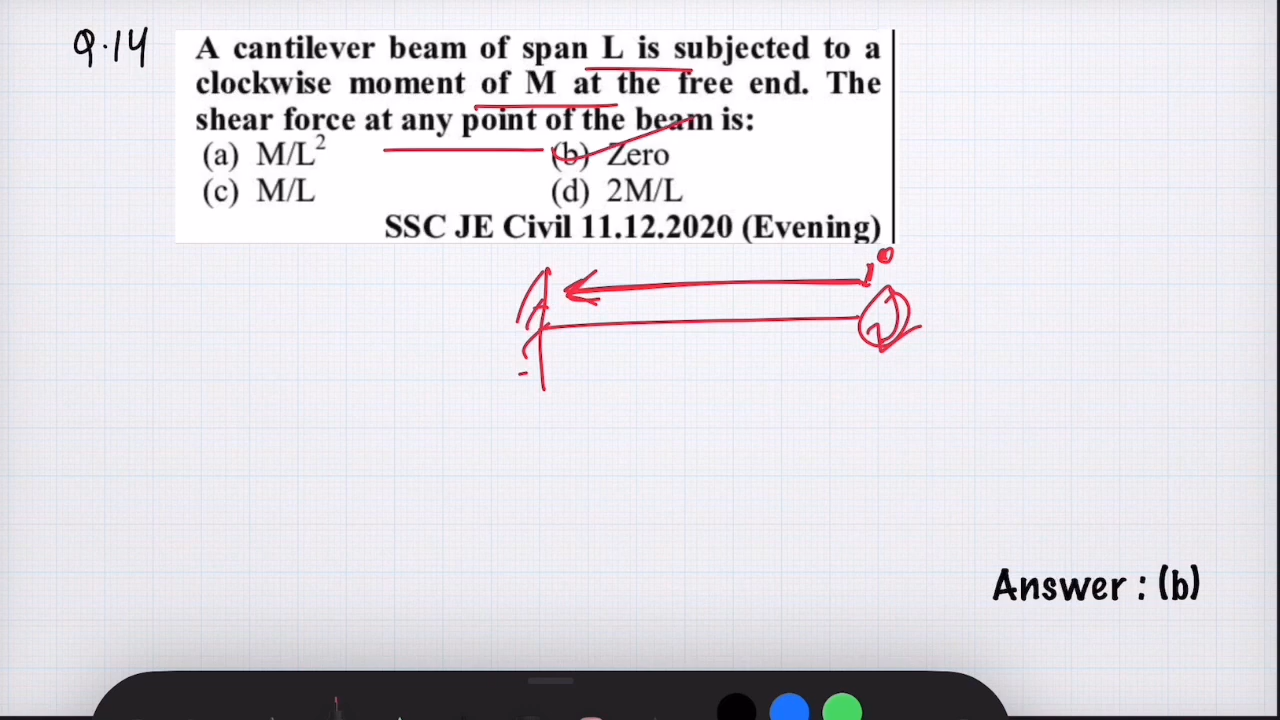 Q.14
A cantilever beam of span L is subjected to a
clockwise moment of M at the free end. The
shear force at any point of the beam is:
(a) M/L² (b) Zero
(c) M/L (d) 2M/L
SSC JE Civil 11.12.2020 (Evening)
Answer : (b)